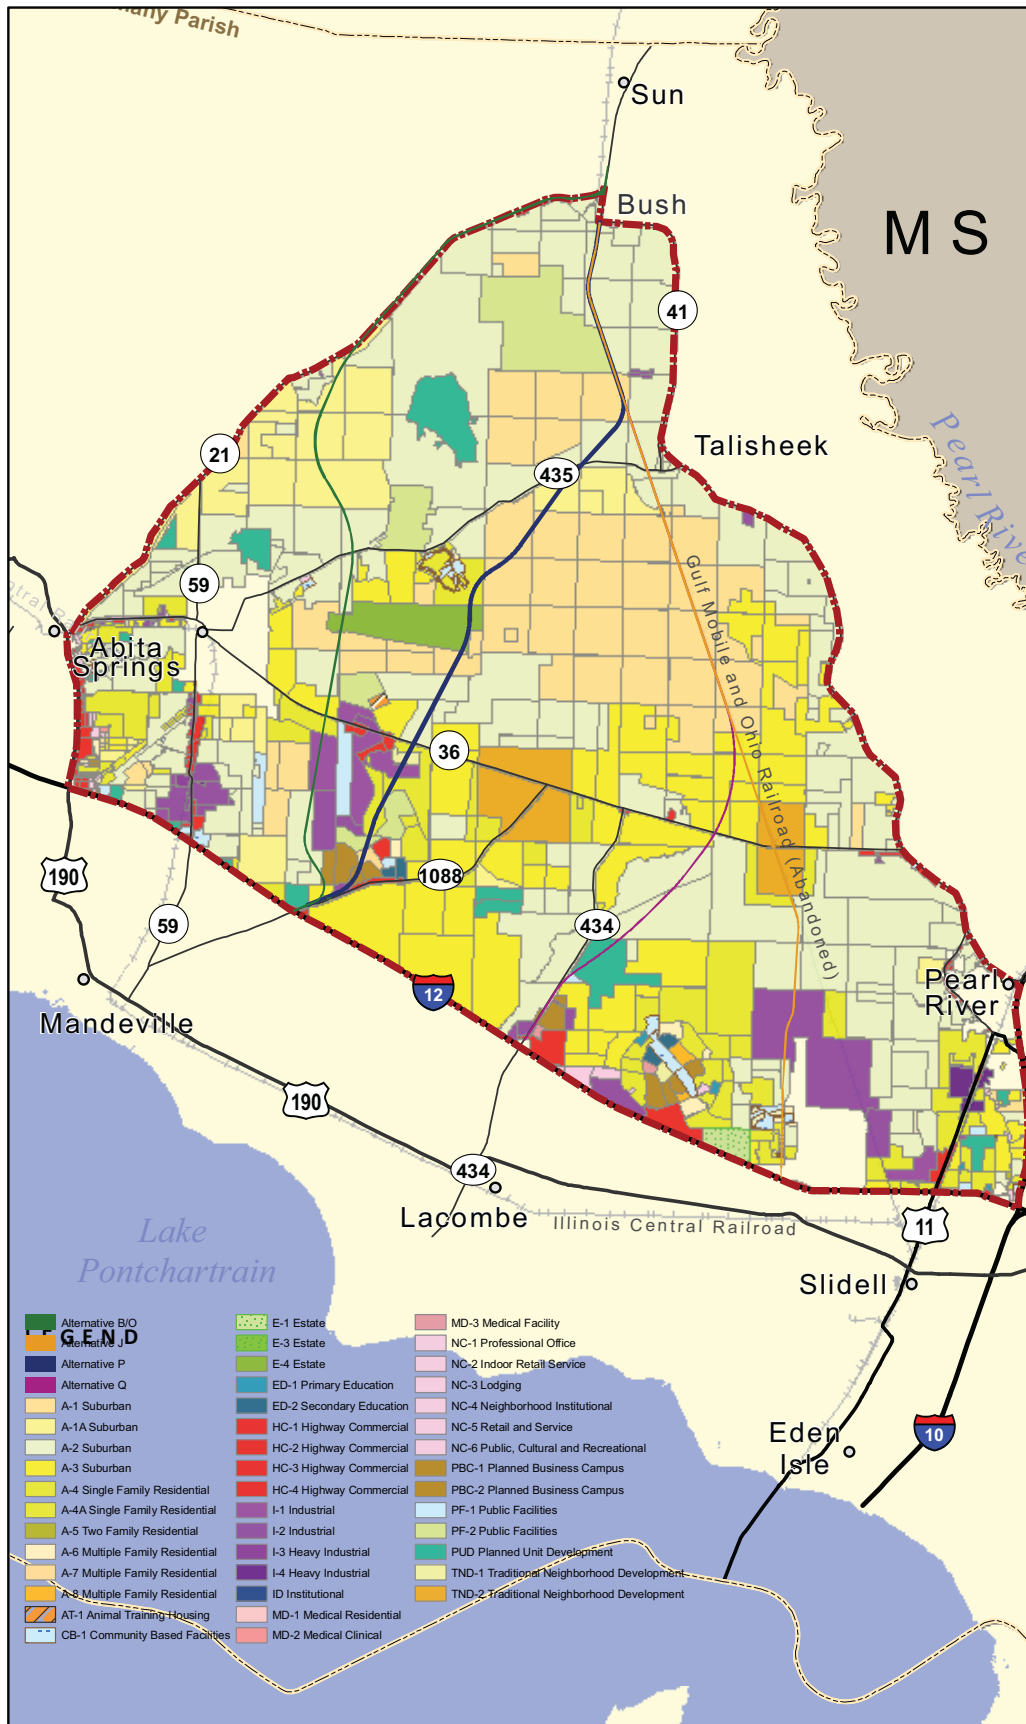 any Parish
Sun
Bush
M S
41
Talisheek
Pearl River
21
435
59
Gulf Mobile and Ohio Railroad (Abandoned)
Abita
Springs
36
190
1088
59
434
12
Pearl
River
Mandeville
190
434
Lacombe
Illinois Central Railroad
11
Slidell
Lake
Pontchartrain
Eden
Isle
10
LEGEND
Alternative B/O
Alternative J
Alternative P
Alternative Q
A-1 Suburban
A-1A Suburban
A-2 Suburban
A-3 Suburban
A-4 Single Family Residential
A-4A Single Family Residential
A-5 Two Family Residential
A-6 Multiple Family Residential
A-7 Multiple Family Residential
A-8 Multiple Family Residential
AT-1 Animal Training Housing
CB-1 Community Based Facilities
E-1 Estate
E-3 Estate
E-4 Estate
ED-1 Primary Education
ED-2 Secondary Education
HC-1 Highway Commercial
HC-2 Highway Commercial
HC-3 Highway Commercial
HC-4 Highway Commercial
I-1 Industrial
I-2 Industrial
I-3 Heavy Industrial
I-4 Heavy Industrial
ID Institutional
MD-1 Medical Residential
MD-2 Medical Clinical
MD-3 Medical Facility
NC-1 Professional Office
NC-2 Indoor Retail Service
NC-3 Lodging
NC-4 Neighborhood Institutional
NC-5 Retail and Service
NC-6 Public, Cultural and Recreational
PBC-1 Planned Business Campus
PBC-2 Planned Business Campus
PF-1 Public Facilities
PF-2 Public Facilities
PUD Planned Unit Development
TND-1 Traditional Neighborhood Development
TND-2 Traditional Neighborhood Development